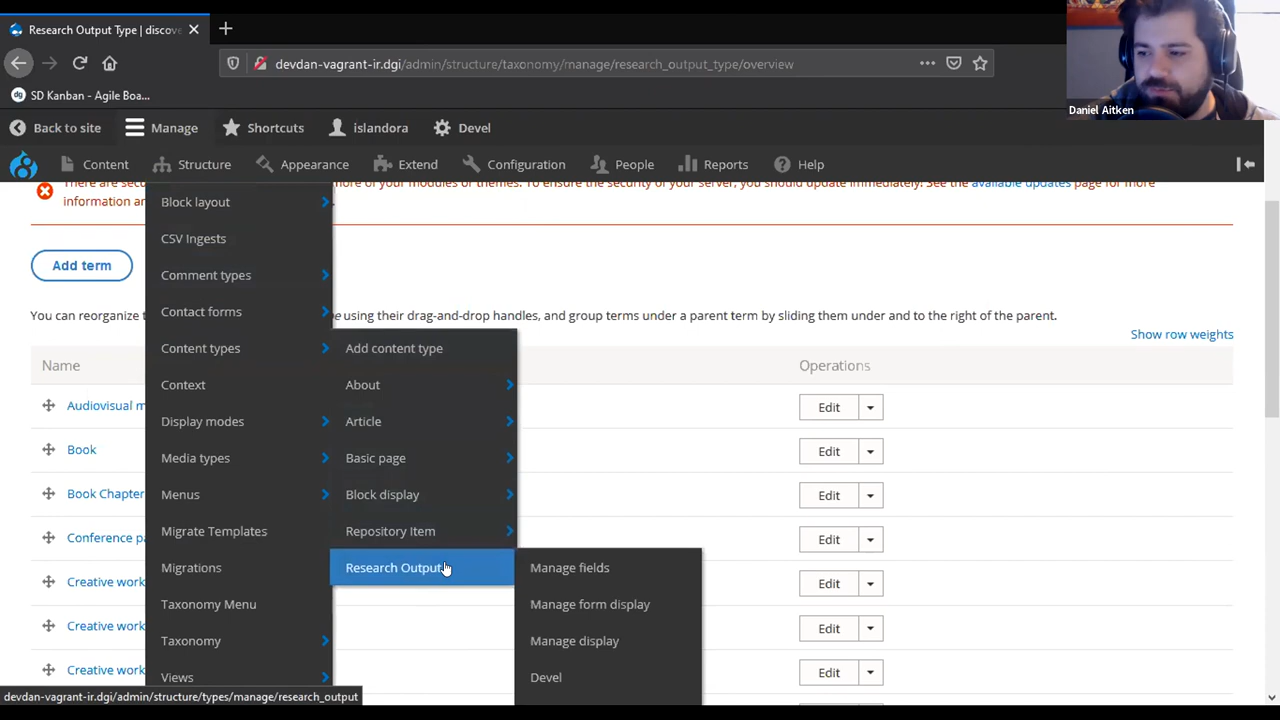 Research Output Type | discove
devdan-vagrant-ir.dgi/admin/structure/taxonomy/manage/research_output_type/overview
Daniel Aitken
dg SD Kanban - Agile Boa...
Back to site Manage Shortcuts islandora Devel
Content Structure Appearance Extend Configuration People Reports Help
There are more of your modules or themes. To ensure the security of your server, you should update immediately! See the available updates page for more
information an
Block layout
CSV Ingests
Add term
Comment types
Contact forms
You can reorganize t using their drag-and-drop handles, and group terms under a parent term by sliding them under and to the right of the parent.
Show row weights
Content types
Add content type
Name
Operations
Context
About
Audiovisual m
Edit
Display modes
Article
Book
Edit
Media types
Basic page
Book Chapter
Edit
Menus
Block display
Conference pa
Edit
Migrate Templates
Repository Item
Creative work
Edit
Migrations
Research Output
Manage fields
Taxonomy Menu
Manage form display
Creative work
Edit
Taxonomy
Manage display
Creative work
Edit
Views
Devel
devdan-vagrant-ir.dgi/admin/structure/types/manage/research_output